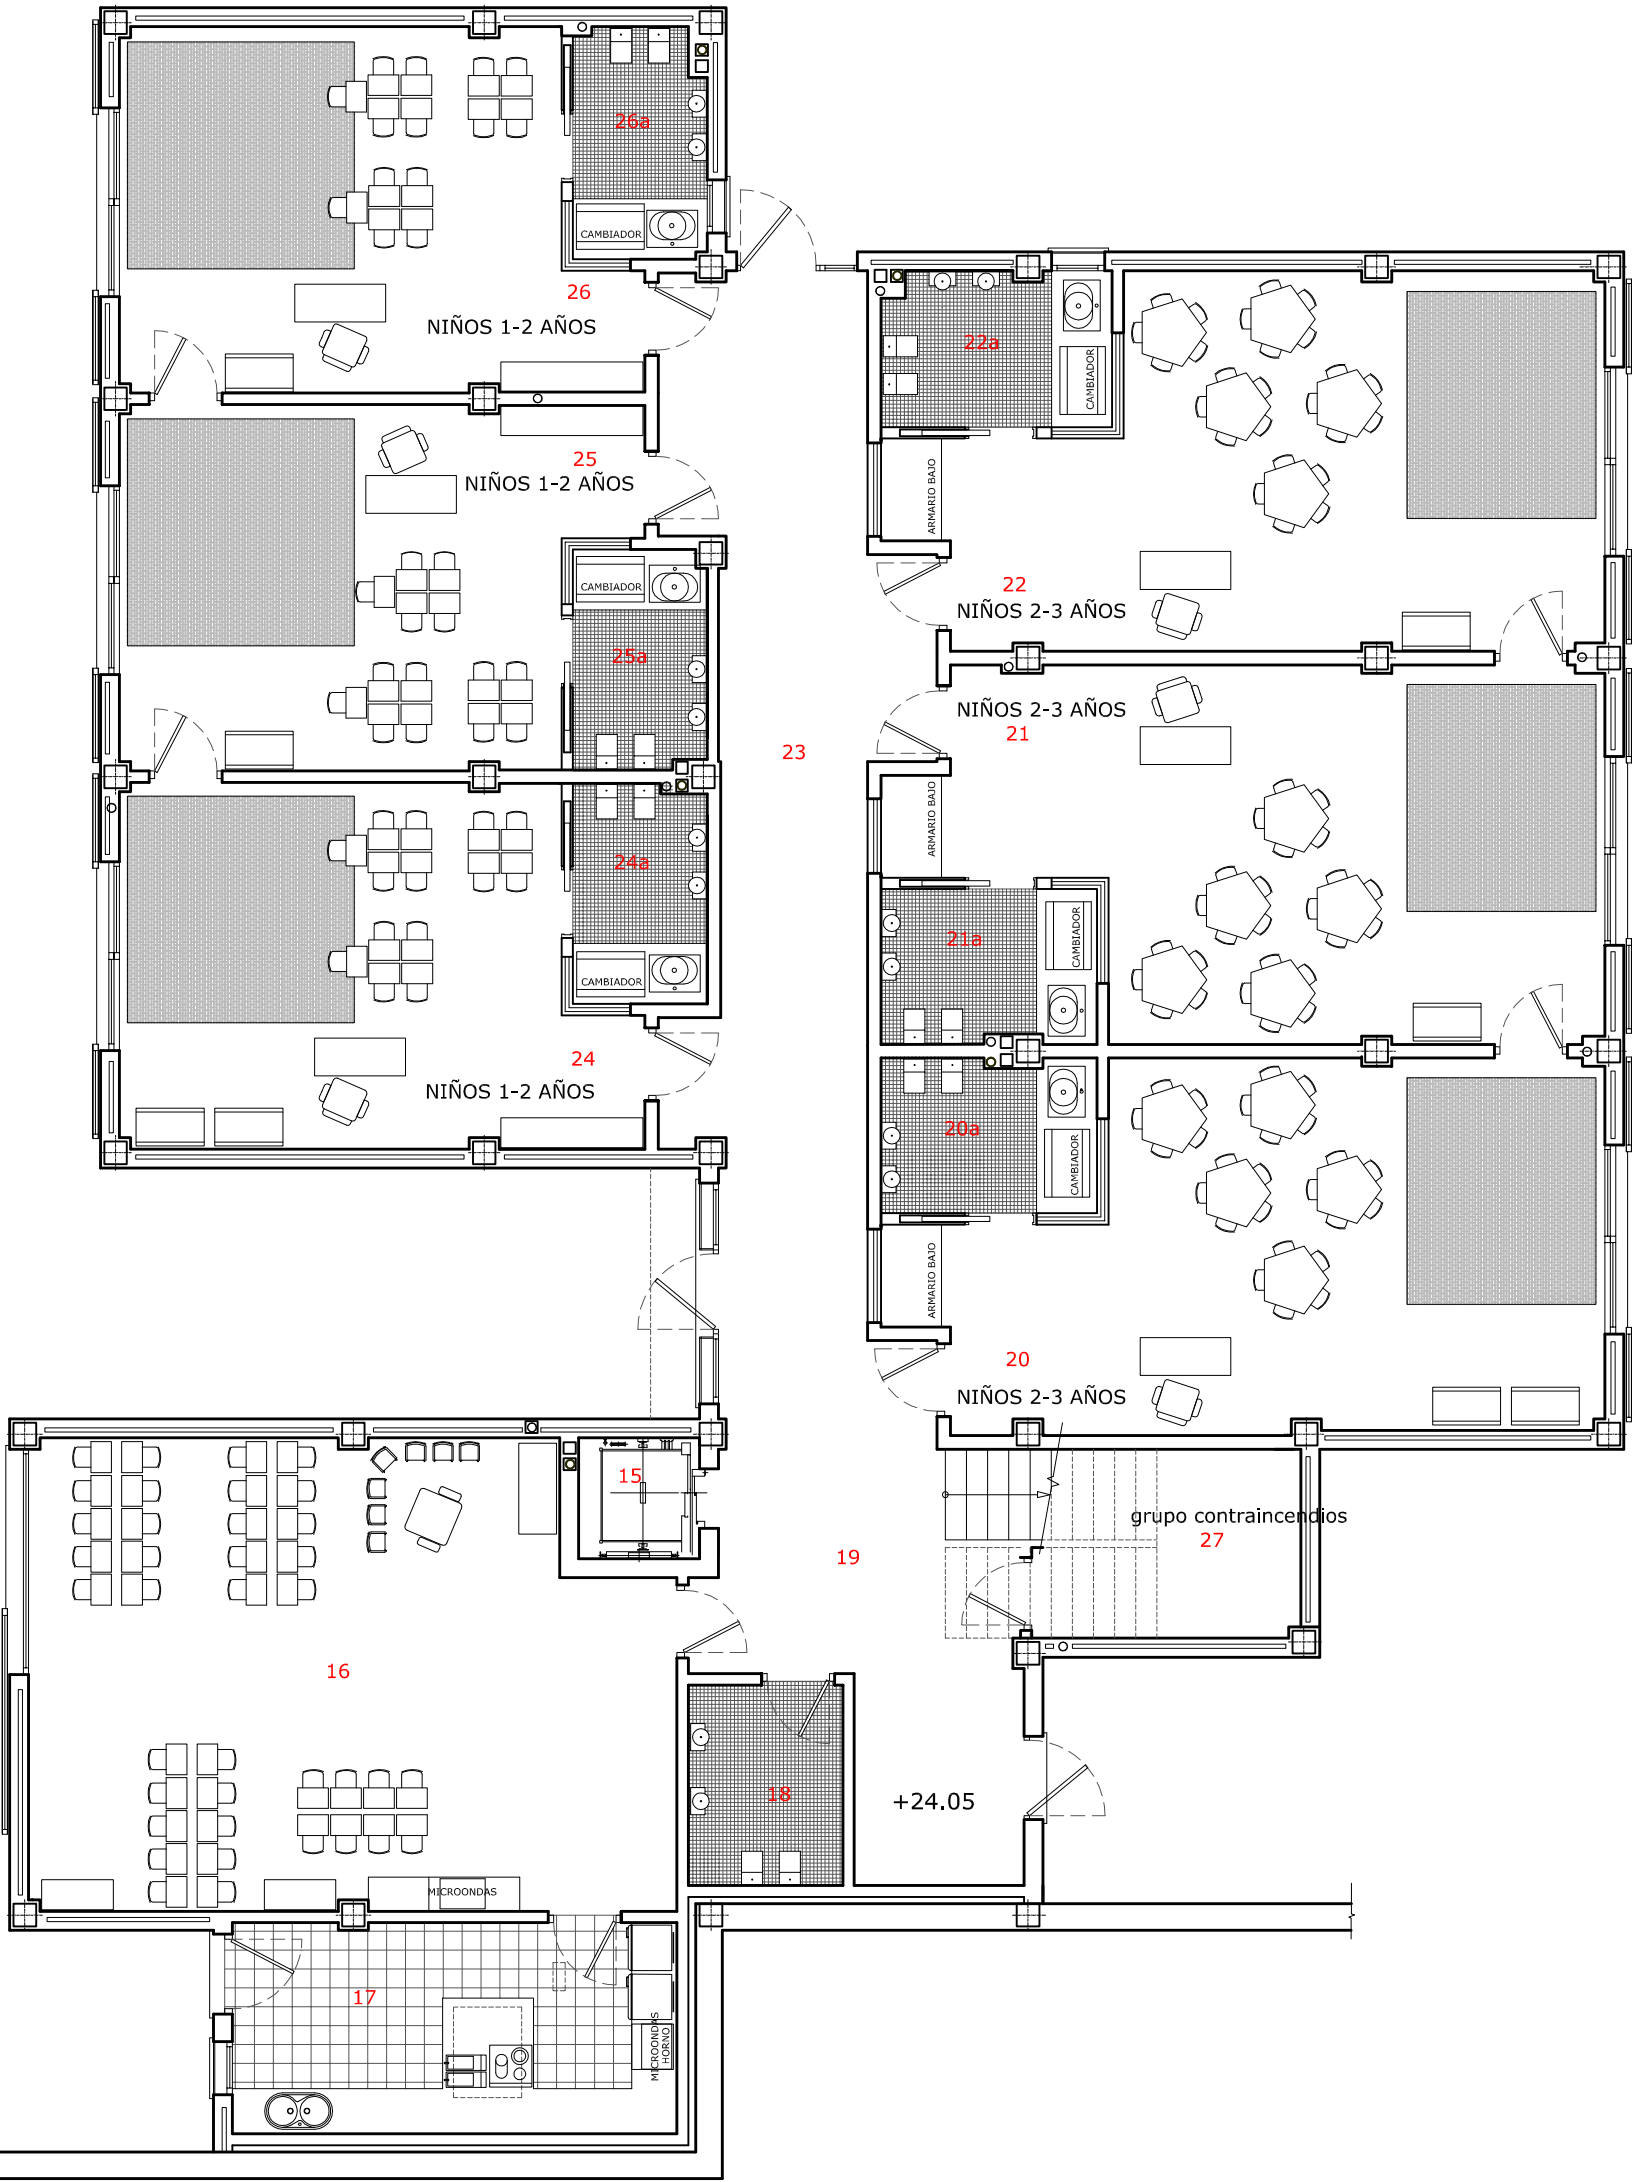 26a
CAMBIADOR
26
NIÑOS 1-2 AÑOS
22a
CAMBIADOR
25
NIÑOS 1-2 AÑOS
ARMARIO BAJO
CAMBIADOR
22
NIÑOS 2-3 AÑOS
25a
NIÑOS 2-3 AÑOS
21
23
ARMARIO BAJO
24a
21a
CAMBIADOR
CAMBIADOR
24
NIÑOS 1-2 AÑOS
20a
CAMBIADOR
ARMARIO BAJO
20
NIÑOS 2-3 AÑOS
15
grupo contraincendios
27
19
16
18
+24.05
MICROONDAS
17
MICROONDAS
HORNO